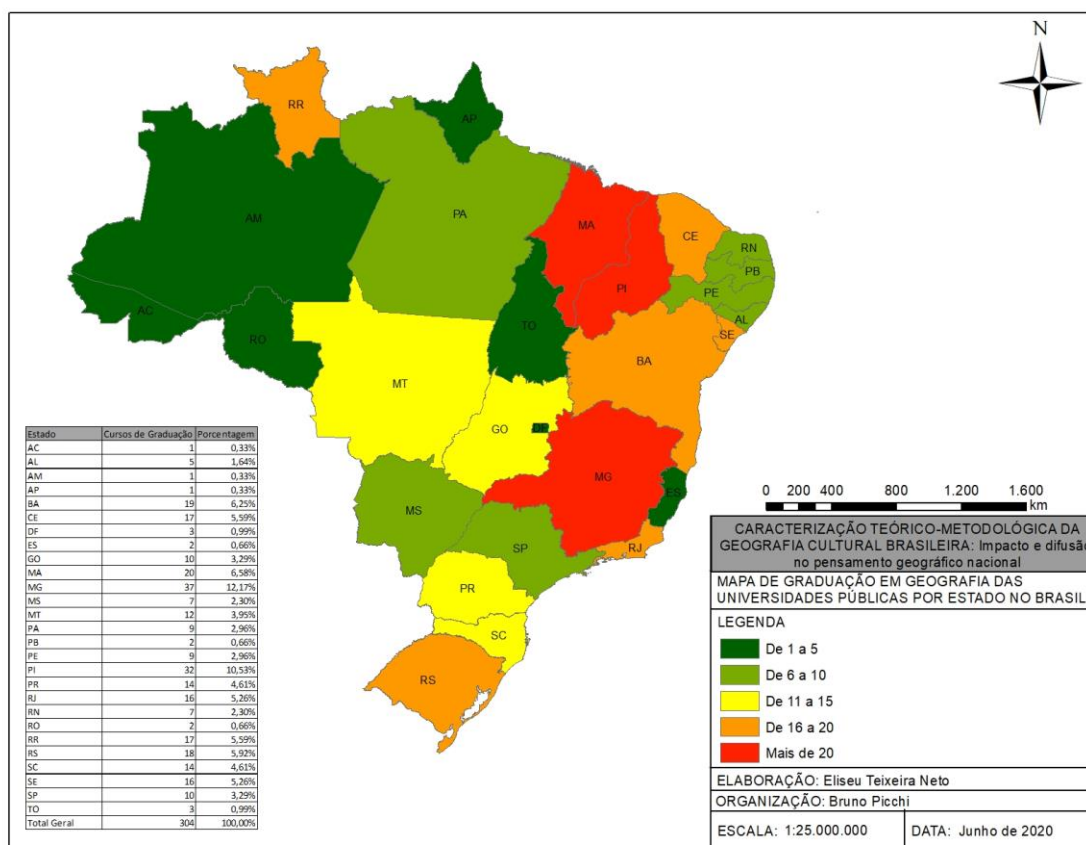 N
RR
AP
AM
PA
MA
CE
RN
PB
PE
AL
SE
PI
AC
RO
TO
BA
MT
GO
DF
MG
ES
MS
SP
RJ
PR
SC
RS
Estado Cursos de Graduação Porcentagem
AC 1 0,33%
AL 5 1,64%
AM 1 0,33%
AP 1 0,33%
BA 19 6,25%
CE 17 5,59%
DF 3 0,99%
ES 2 0,66%
GO 10 3,29%
MA 20 6,58%
MG 37 12,17%
MS 7 2,30%
MT 12 3,95%
PA 9 2,96%
PB 2 0,66%
PE 9 2,96%
PI 32 10,53%
PR 14 4,61%
RJ 16 5,26%
RN 7 2,30%
RO 2 0,66%
RR 17 5,59%
RS 18 5,92%
SC 14 4,61%
SE 16 5,26%
SP 10 3,29%
TO 3 0,99%
Total Geral 304 100,00%
0 200 400 800 1.200 1.600
km
CARACTERIZAÇÃO TEÓRICO-METODOLÓGICA DA
GEOGRAFIA CULTURAL BRASILEIRA: Impacto e difusão
no pensamento geográfico nacional
MAPA DE GRADUAÇÃO EM GEOGRAFIA DAS
UNIVERSIDADES PÚBLICAS POR ESTADO NO BRASIL
LEGENDA
De 1 a 5
De 6 a 10
De 11 a 15
De 16 a 20
Mais de 20
ELABORAÇÃO: Eliseu Teixeira Neto
ORGANIZAÇÃO: Bruno Picchi
ESCALA: 1:25.000.000
DATA: Junho de 2020